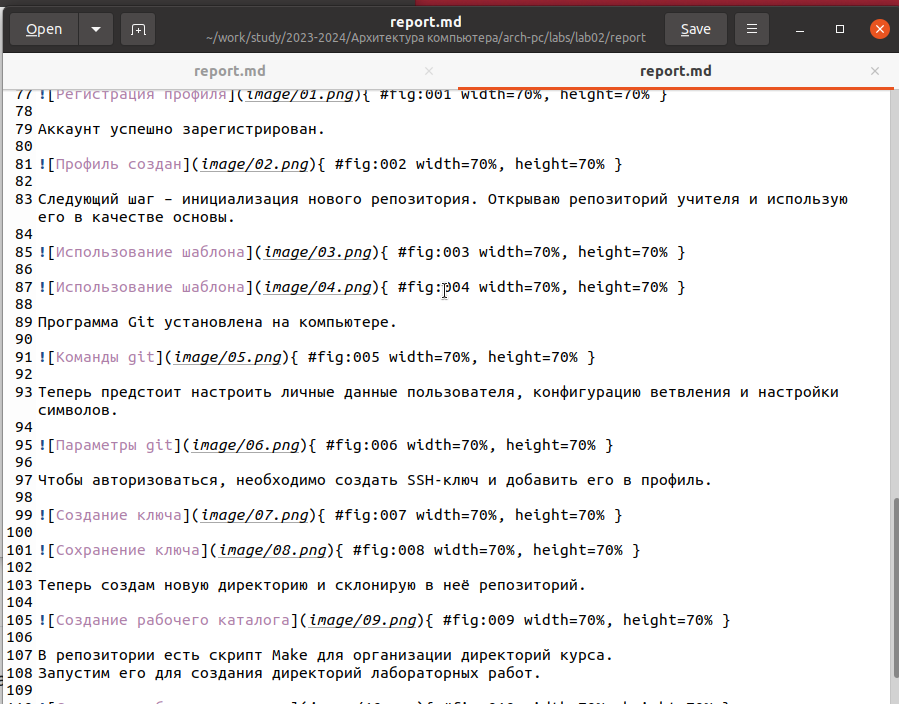 Open
report.md
~/work/study/2023-2024/Архитектура компьютера/arch-pc/labs/lab02/report
Save
report.md
report.md
77 ![Регистрация профиля](image/01.png){ #fig:001 width=70%, height=70% }
78
79 Аккаунт успешно зарегистрирован.
80
81 ![Профиль создан](image/02.png){ #fig:002 width=70%, height=70% }
82
83 Следующий шаг – инициализация нового репозитория. Открываю репозиторий учителя и использую
его в качестве основы.
84
85 ![Использование шаблона](image/03.png){ #fig:003 width=70%, height=70% }
86
87 ![Использование шаблона](image/04.png){ #fig:004 width=70%, height=70% }
88
89 Программа Git установлена на компьютере.
90
91 ![Команды git](image/05.png){ #fig:005 width=70%, height=70% }
92
93 Теперь предстоит настроить личные данные пользователя, конфигурацию ветвления и настройки
символов.
94
95 ![Параметры git](image/06.png){ #fig:006 width=70%, height=70% }
96
97 Чтобы авторизоваться, необходимо создать SSH-ключ и добавить его в профиль.
98
99 ![Создание ключа](image/07.png){ #fig:007 width=70%, height=70% }
100
101 ![Сохранение ключа](image/08.png){ #fig:008 width=70%, height=70% }
102
103 Теперь создам новую директорию и склонирую в неё репозиторий.
104
105 ![Создание рабочего каталога](image/09.png){ #fig:009 width=70%, height=70% }
106
107 В репозитории есть скрипт Make для организации директорий курса.
108 Запустим его для создания директорий лабораторных работ.
109